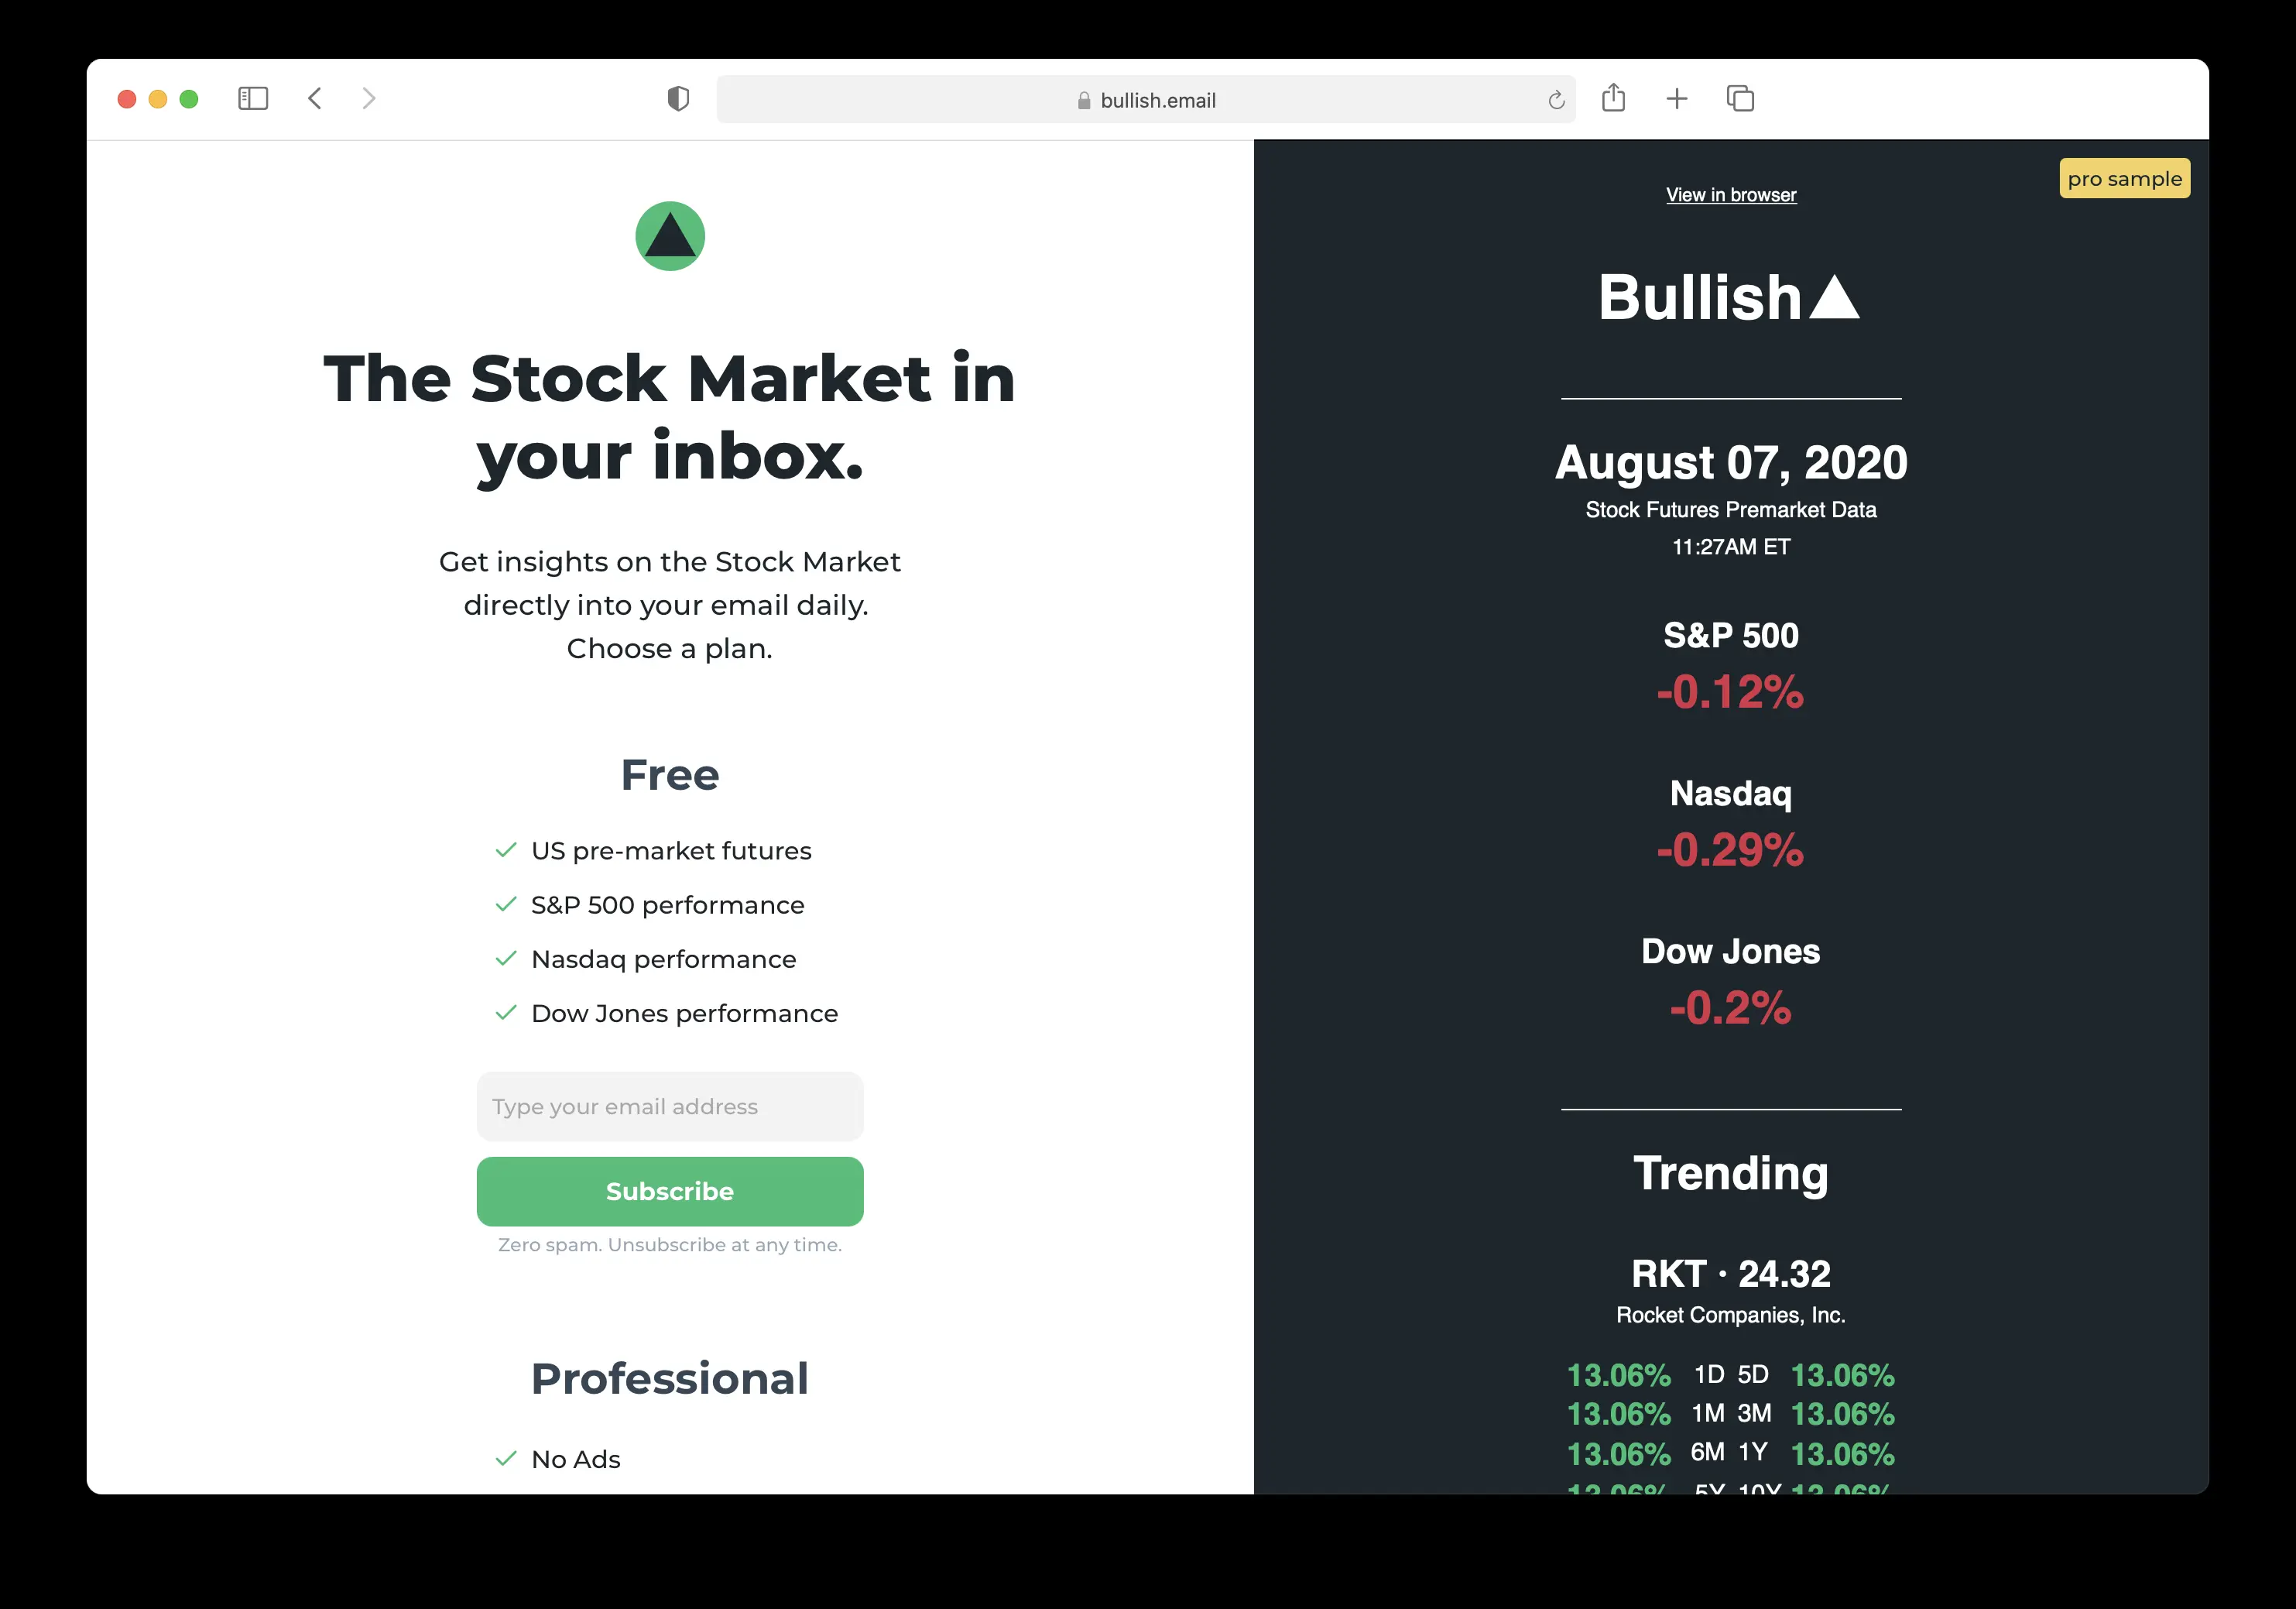 bullish.email
The Stock Market in
your inbox.
Get insights on the Stock Market
directly into your email daily.
Choose a plan.
Free
US pre-market futures
S&P 500 performance
Nasdaq performance
Dow Jones performance
Type your email address
Subscribe
Zero spam. Unsubscribe at any time.
Professional
No Ads
pro sample
View in browser
Bullish
August 07, 2020
Stock Futures Premarket Data
11:27AM ET
S&P 500
-0.12%
Nasdaq
-0.29%
Dow Jones
-0.2%
Trending
RKT · 24.32
Rocket Companies, Inc.
13.06% 1D 5D 13.06%
13.06% 1M 3M 13.06%
13.06% 6M 1Y 13.06%
13.06% 5Y 10Y 13.06%